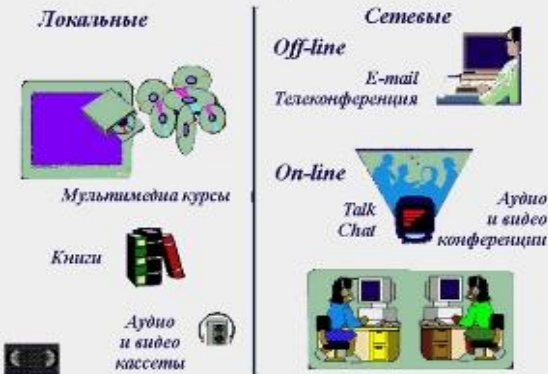 Локальные
Мультимедиа курсы
Книги
Аудио
и видео
кассеты
Сетевые
Off-line
E-mail
Телеконференция
On-line
Talk
Chat
Аудио
и видео
конференции